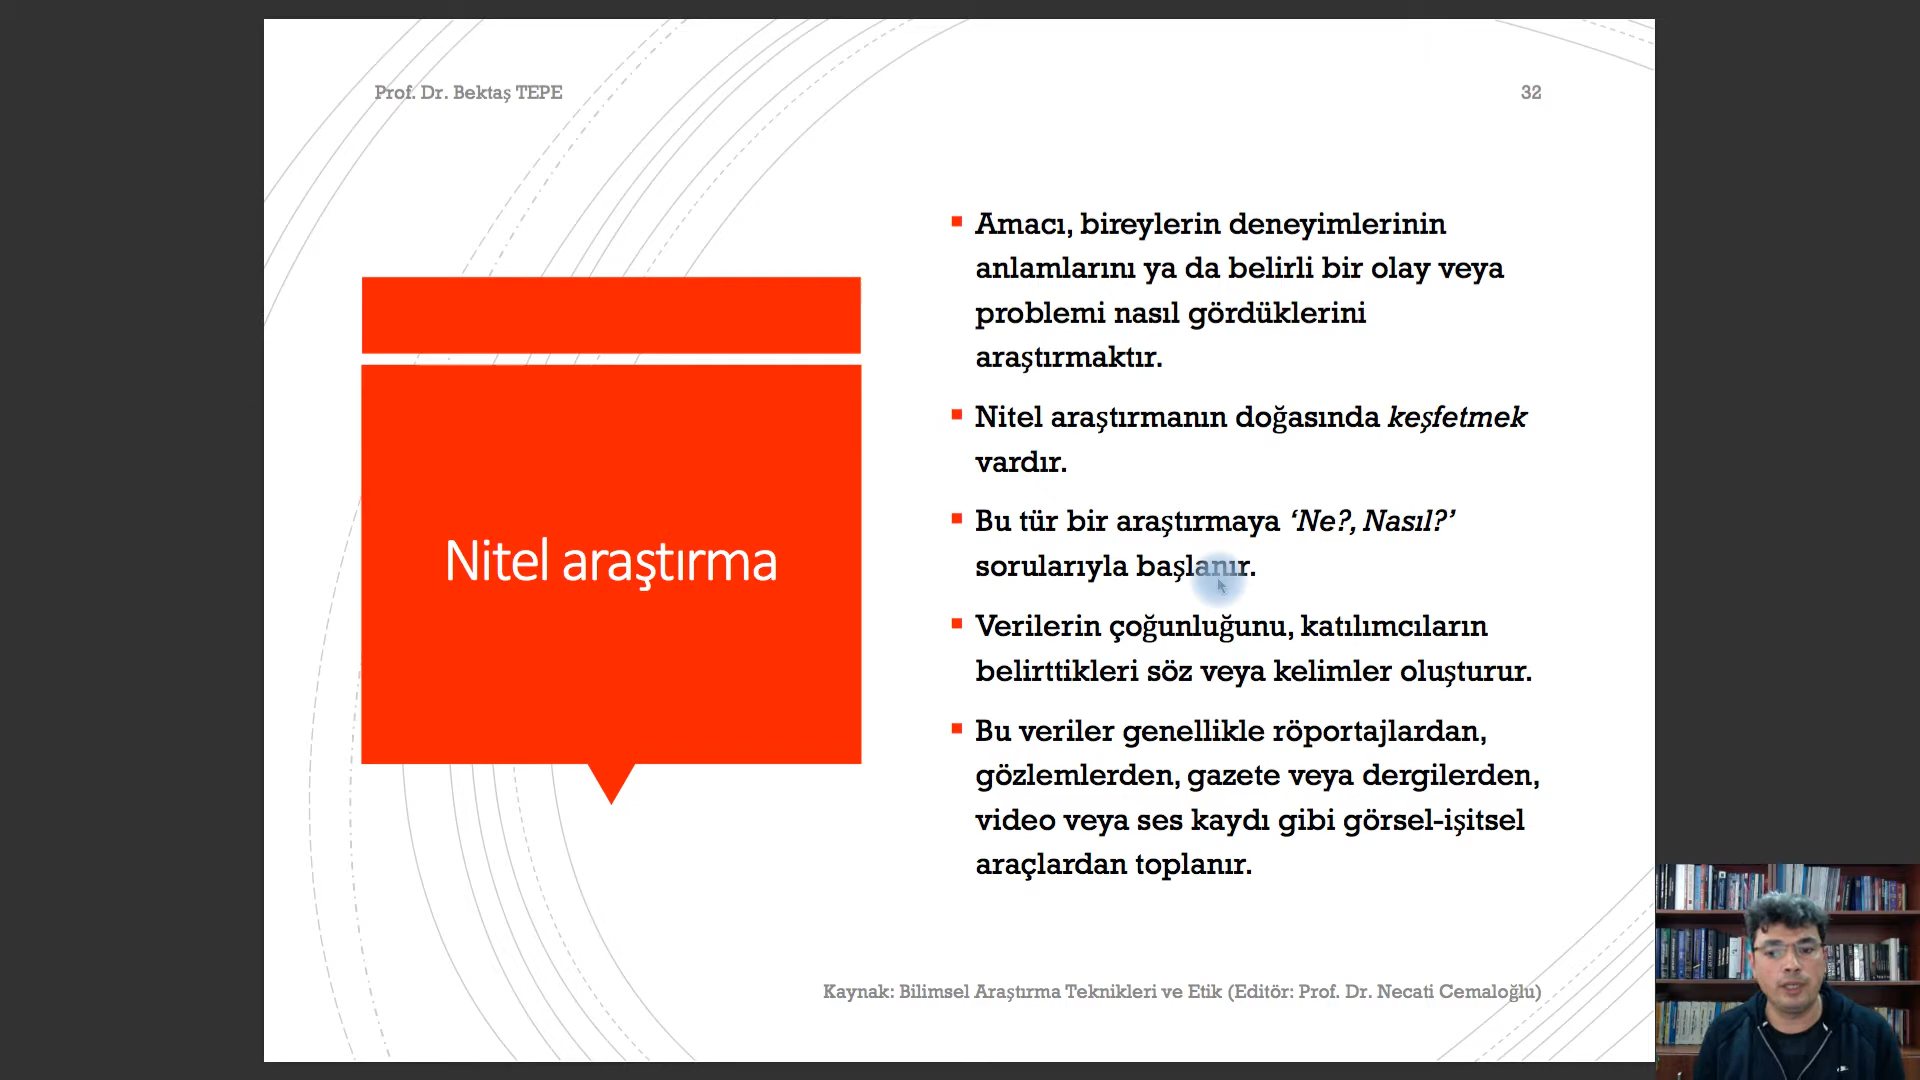 Prof. Dr. Bektaş TEPE
32
Nitel araştırma
Amacı, bireylerin deneyimlerinin
anlamlarını ya da belirli bir olay veya
problemi nasıl gördüklerini
araştırmaktır.
Nitel araştırmanın doğasında keşfetmek
vardır.
Bu tür bir araştırmaya ‘Ne?, Nasıl?’
sorularıyla başlanır.
Verilerin çoğunluğunu, katılımcıların
belirttikleri söz veya kelimler oluşturur.
Bu veriler genellikle röportajlardan,
gözlemlerden, gazete veya dergilerden,
video veya ses kaydı gibi görsel-işitsel
araçlardan toplanır.
Kaynak: Bilimsel Araştırma Teknikleri ve Etik (Editör: Prof. Dr. Necati Cemaloğlu)